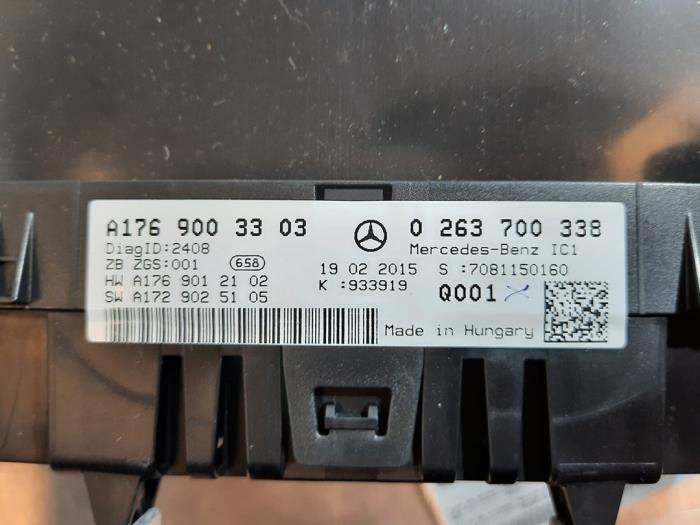 A176 900 33 03
0 263 700 338
DiagID:2408
Mercedes-Benz IC1
ZB ZGS:001
658
19 02 2015
S :7081150160
HW A176 901 21 02
K :933919
Q001
SW A172 902 51 05
Made in Hungary